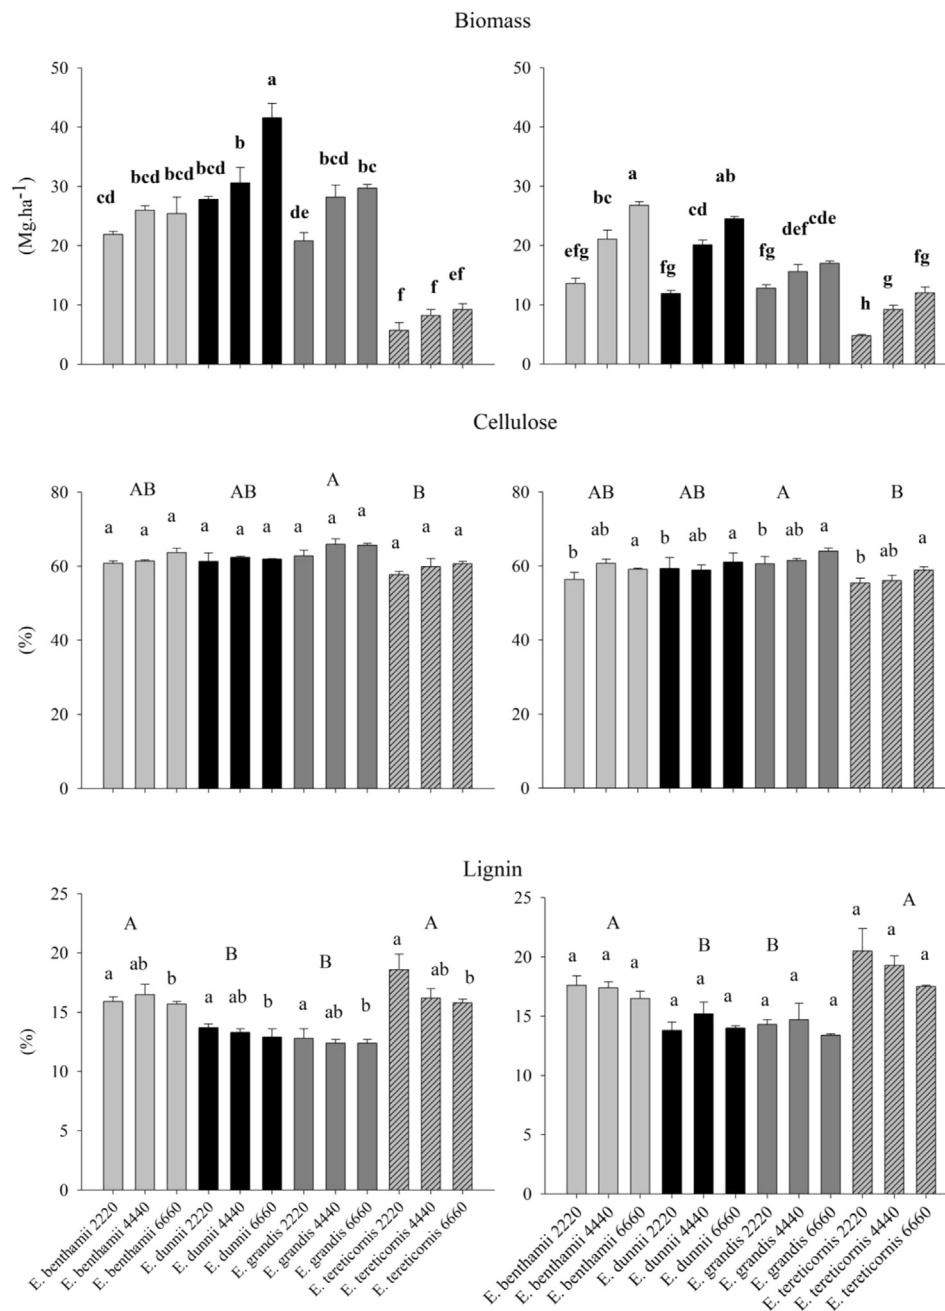 Biomass
50
40
30
20
10
0
(Mg.ha⁻¹)
cd
bcd
bcd
bcd
b
a
de
bcd
bc
f
f
ef
50
40
30
20
10
0
efg
bc
a
fg
cd
ab
fg
def
cde
h
g
fg
Cellulose
80
60
40
20
0
(%)
AB
AB
A
B
a
a
a
a
a
a
a
a
a
a
a
a
80
60
40
20
0
AB
AB
A
B
b
ab
a
b
ab
a
b
ab
a
b
ab
a
Lignin
25
20
15
10
5
0
(%)
A
B
B
A
a
ab
b
a
ab
b
a
ab
b
a
ab
b
25
20
15
10
5
0
A
B
B
A
a
a
a
a
a
a
a
a
a
a
a
a
E. benthamii 2220
E. benthamii 4440
E. benthamii 6660
E. dunnii 2220
E. dunnii 4440
E. dunnii 6660
E. grandis 2220
E. grandis 4440
E. grandis 6660
E. tereticornis 2220
E. tereticornis 4440
E. tereticornis 6660
E. benthamii 2220
E. benthamii 4440
E. benthamii 6660
E. dunnii 2220
E. dunnii 4440
E. dunnii 6660
E. grandis 2220
E. grandis 4440
E. grandis 6660
E. tereticornis 2220
E. tereticornis 4440
E. tereticornis 6660